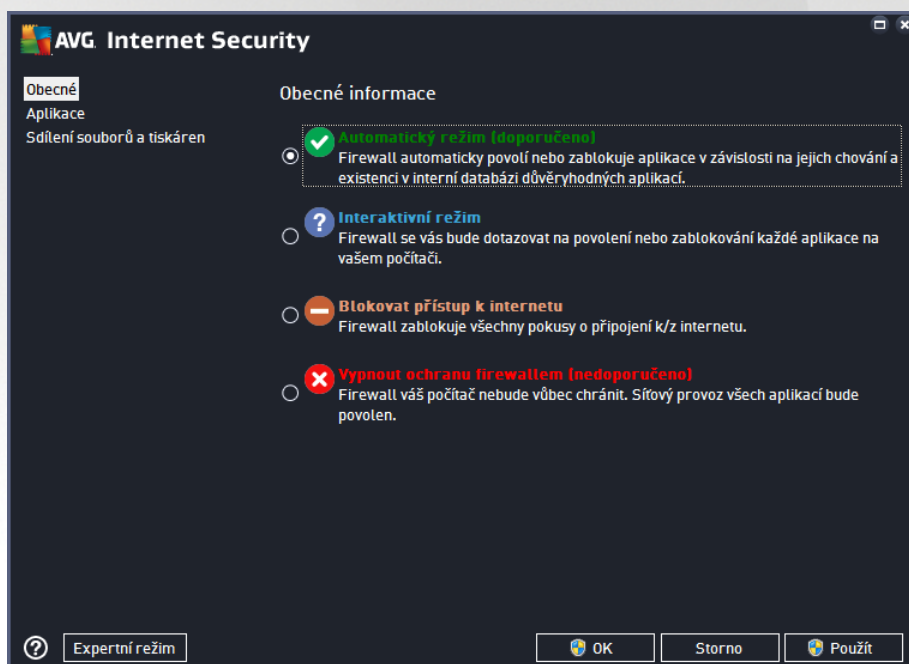 AVG Internet Security
Obecné
Aplikace
Sdílení souborů a tiskáren
Obecné informace
Automatický režim (doporučeno)
Firewall automaticky povolí nebo zablokuje aplikace v závislosti na jejich chování a
existenci v interní databázi důvěryhodných aplikací.
Interaktivní režim
Firewall se vás bude dotazovat na povolení nebo zablokování každé aplikace na
vašem počítači.
Blokovat přístup k internetu
Firewall zablokuje všechny pokusy o připojení k/z internetu.
Vypnout ochranu firewallem (nedoporučeno)
Firewall váš počítač nebude vůbec chránit. Síťový provoz všech aplikací bude
povolen.
Expertní režim
OK
Storno
Použít